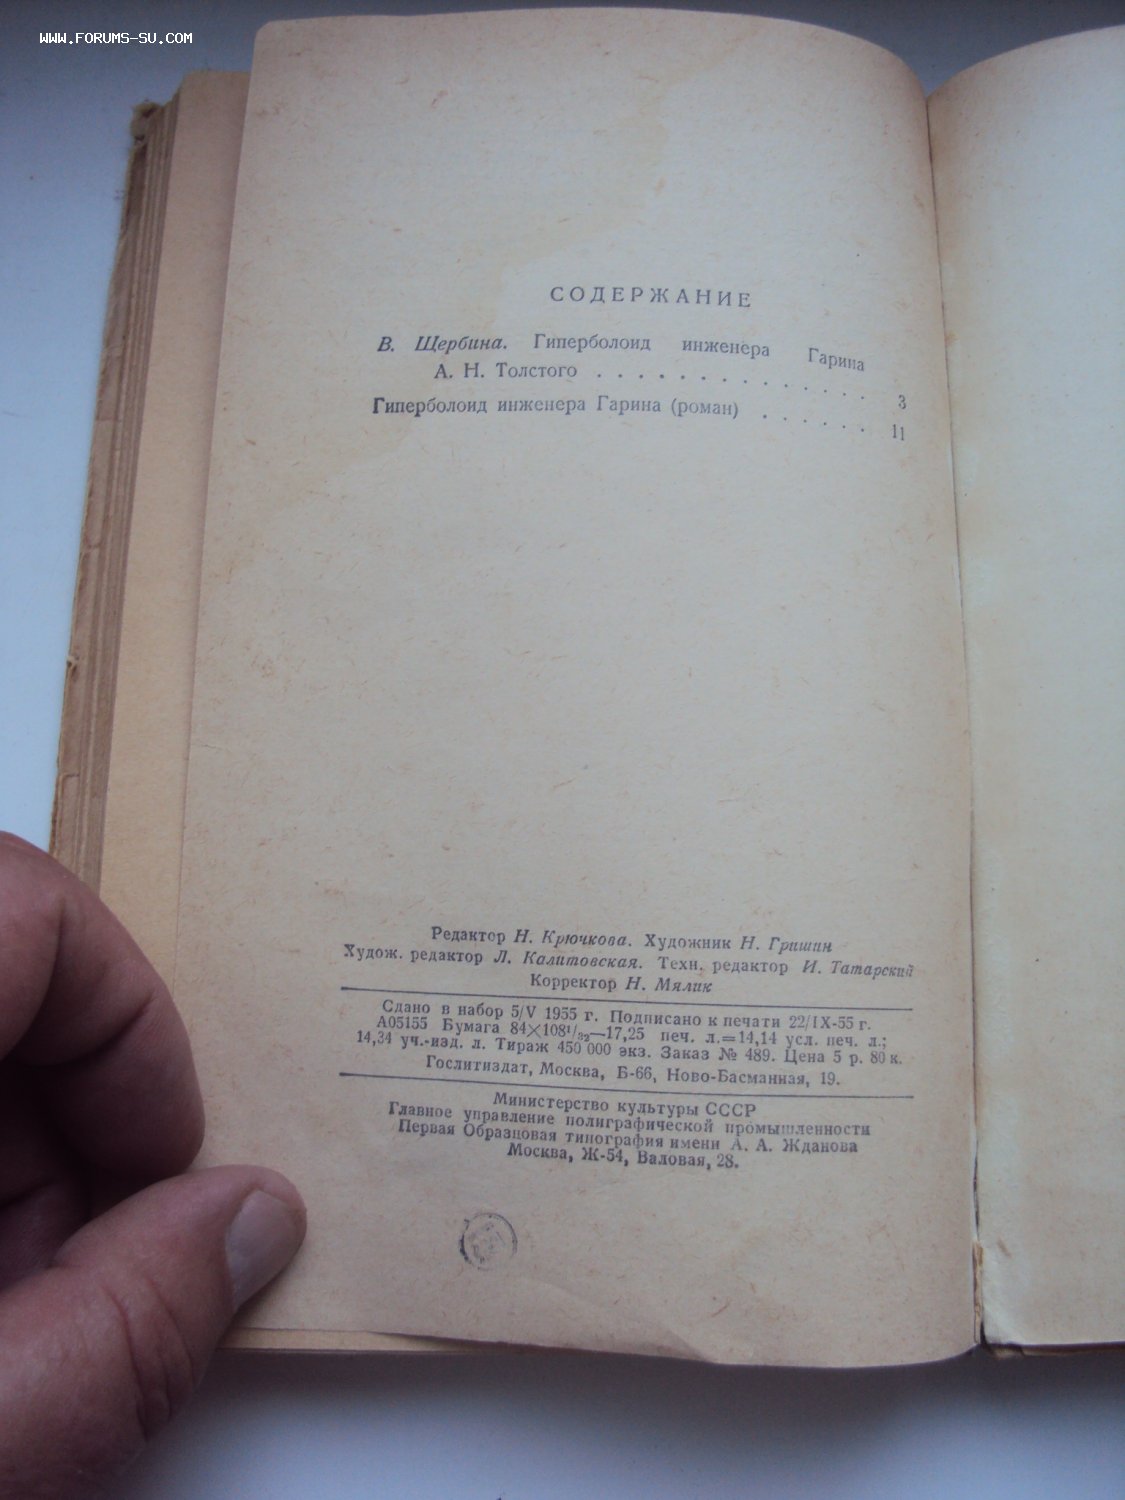 www.forums-su.com
СОДЕРЖАНИЕ
В. Щербина. Гиперболоид инженера Гарина
А. Н. Толстого . . . . . . . . . . . . 3
Гиперболоид инженера Гарина (роман) . . . . . . 11
Редактор Н. Крючкова. Художник Н. Гришин
Худож. редактор Л. Калитовская. Техн. редактор И. Татарский
Корректор Н. Мялик
Сдано в набор 5/V 1955 г. Подписано к печати 22/IX-55 г.
А05155 Бумага 84×108¹/₃₂—17,25 печ. л.=14,14 усл. печ. л.;
14,34 уч.-изд. л. Тираж 450 000 экз. Заказ № 489. Цена 5 р. 80 к.
Гослитиздат, Москва, Б-66, Ново-Басманная, 19.
Министерство культуры СССР
Главное управление полиграфической промышленности
Первая Образцовая типография имени А. А. Жданова
Москва, Ж-54, Валовая, 28.